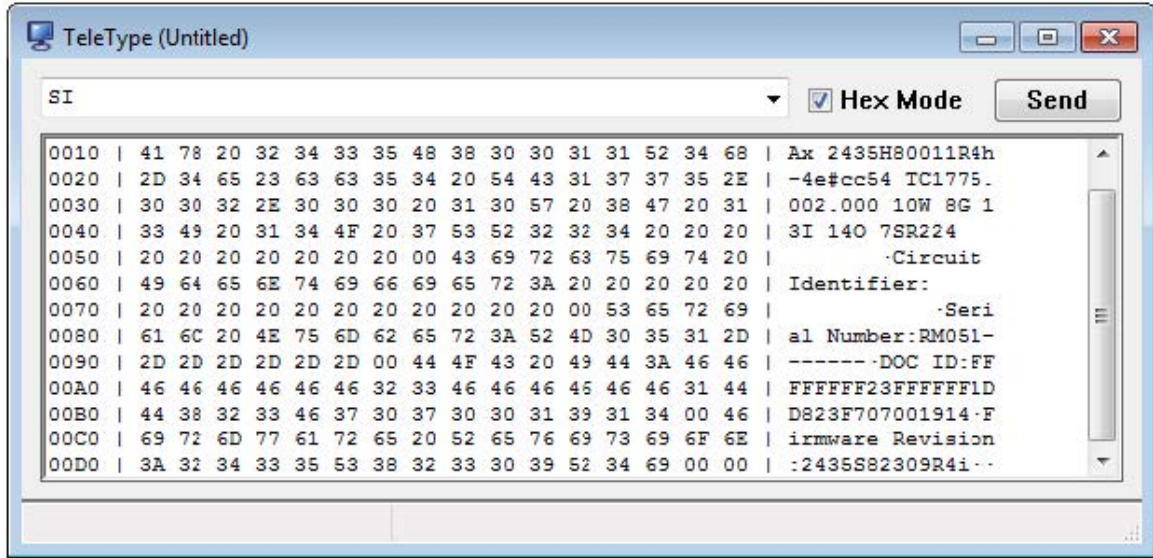 TeleType (Untitled)
SI Hex Mode Send
0010 | 41 78 20 32 34 33 35 48 38 30 30 31 31 52 34 68 | Ax 2435H80011R4h
0020 | 2D 34 65 23 63 63 35 34 20 54 43 31 37 37 35 2E | -4e#cc54 TC1775.
0030 | 30 30 32 2E 30 30 30 20 31 30 57 20 38 47 20 31 | 002.000 10W 8G 1
0040 | 33 49 20 31 34 4F 20 37 53 52 32 32 34 20 20 20 | 3I 14O 7SR224
0050 | 20 20 20 20 20 20 20 00 43 69 72 63 75 69 74 20 | ·Circuit
0060 | 49 64 65 6E 74 69 66 69 65 72 3A 20 20 20 20 20 | Identifier:
0070 | 20 20 20 20 20 20 20 20 20 20 20 00 53 65 72 69 | ·Seri
0080 | 61 6C 20 4E 75 6D 62 65 72 3A 52 4D 30 35 31 2D | al Number:RM051-
0090 | 2D 2D 2D 2D 2D 2D 00 44 4F 43 20 49 44 3A 46 46 | ------·DOC ID:FF
00A0 | 46 46 46 46 46 46 32 33 46 46 46 46 46 46 31 44 | FFFFFF23FFFFFF1D
00B0 | 44 38 32 33 46 37 30 37 30 30 31 39 31 34 00 46 | D823F707001914·F
00C0 | 69 72 6D 77 61 72 65 20 52 65 76 69 73 69 6F 6E | irmware Revision
00D0 | 3A 32 34 33 35 53 38 32 33 30 39 52 34 69 00 00 | :2435S82309R4i··